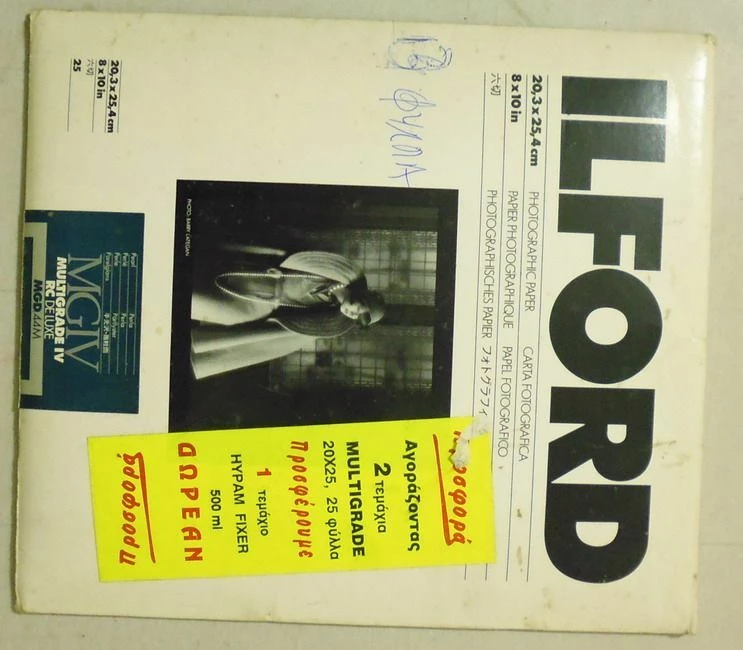 ILFORD
20,3 x 25,4 cm
8 x 10 in
六切
PHOTOGRAPHIC PAPER CARTA FOTOGRAFICA
PAPIER PHOTOGRAPHIQUE PAPEL FOTOGRAFICO
PHOTOGRAPHISCHES PAPIER フォトグラフィ
ΦΥΛΛΑ
PHOTO: BARRY LATEGAN
Προσφορά
Αγοράζοντας
2 τεμάχια
MULTIGRADE
20X25, 25 φύλλα
Προσφέρουμε
1 τεμάχιο
HYPAM FIXER
500 ml
ΔΩΡΕΑΝ
Προσφορά
20,3 x 25,4 cm
8 x 10 in
六切
25
MGIV
MULTIGRADE IV
RC DE LUXE
MGD.44M